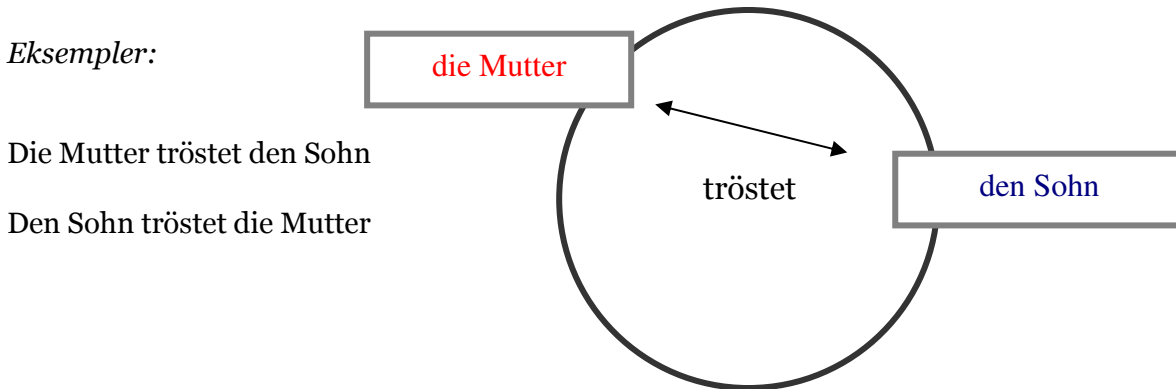 Eksempler:
die Mutter
Die Mutter tröstet den Sohn
tröstet
den Sohn
Den Sohn tröstet die Mutter